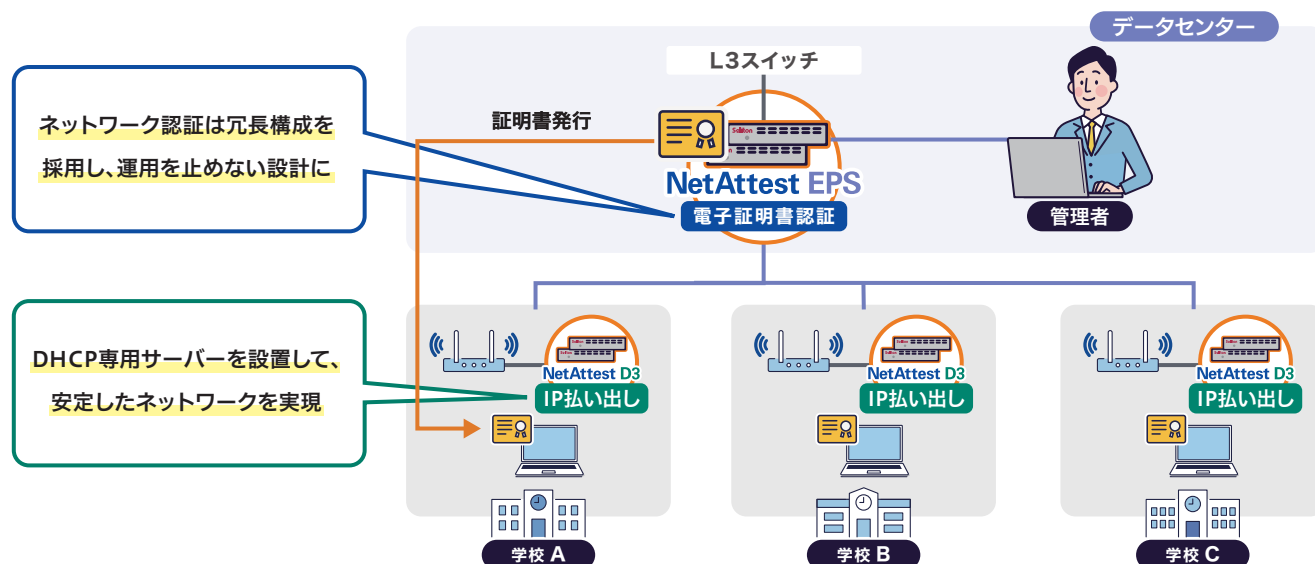 データセンター
L3スイッチ
ネットワーク認証は冗長構成を
採用し、運用を止めない設計に
証明書発行
Soliton
NetAttest EPS
電子証明書認証
管理者
DHCP専用サーバーを設置して、
安定したネットワークを実現
Soliton
NetAttest D3
IP払い出し
学校 A
Soliton
NetAttest D3
IP払い出し
学校 B
Soliton
NetAttest D3
IP払い出し
学校 C